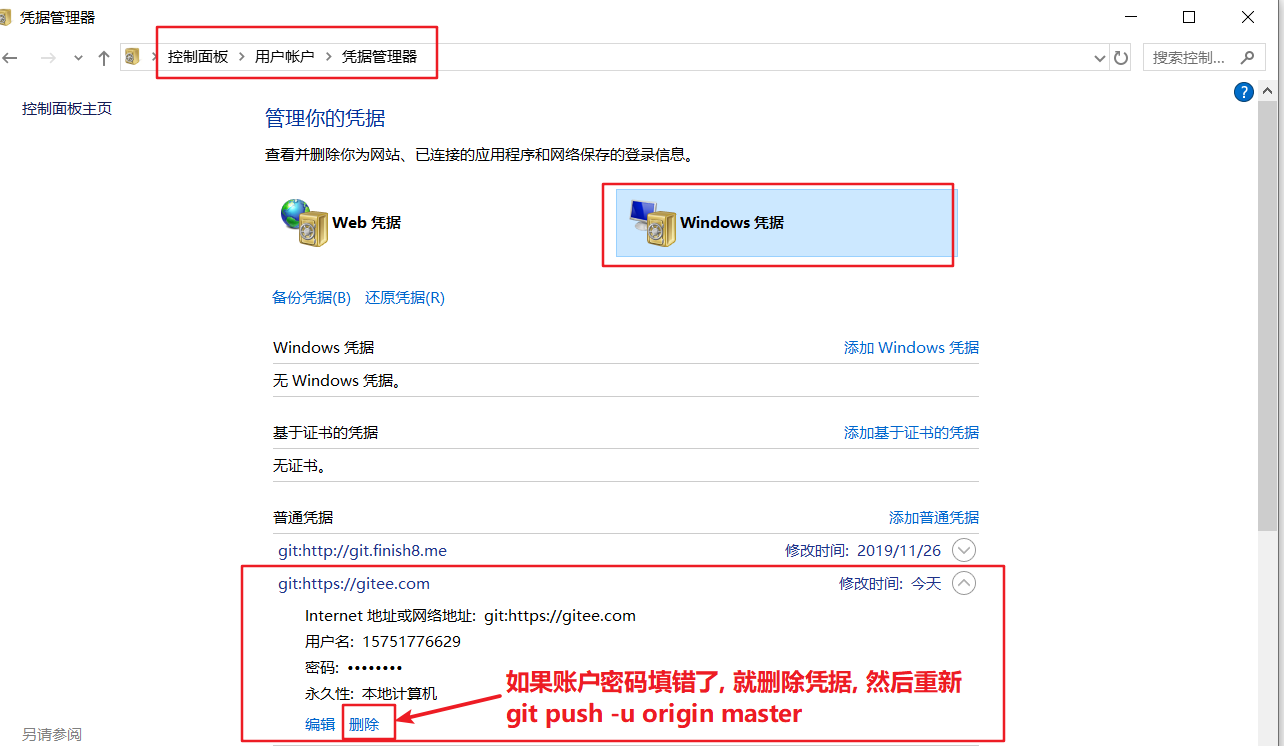 凭据管理器
控制面板 > 用户帐户 > 凭据管理器
搜索控制...
控制面板主页
?
管理你的凭据
查看并删除你为网站、已连接的应用程序和网络保存的登录信息。
Web 凭据
Windows 凭据
备份凭据(B) 还原凭据(R)
Windows 凭据 添加 Windows 凭据
无 Windows 凭据。
基于证书的凭据 添加基于证书的凭据
无证书。
普通凭据 添加普通凭据
git:http://git.finish8.me 修改时间: 2019/11/26
git:https://gitee.com 修改时间: 今天
Internet 地址或网络地址: git:https://gitee.com
用户名: 15751776629
密码: ••••••••
永久性: 本地计算机
编辑 删除
如果账户密码填错了, 就删除凭据, 然后重新
git push -u origin master
另请参阅